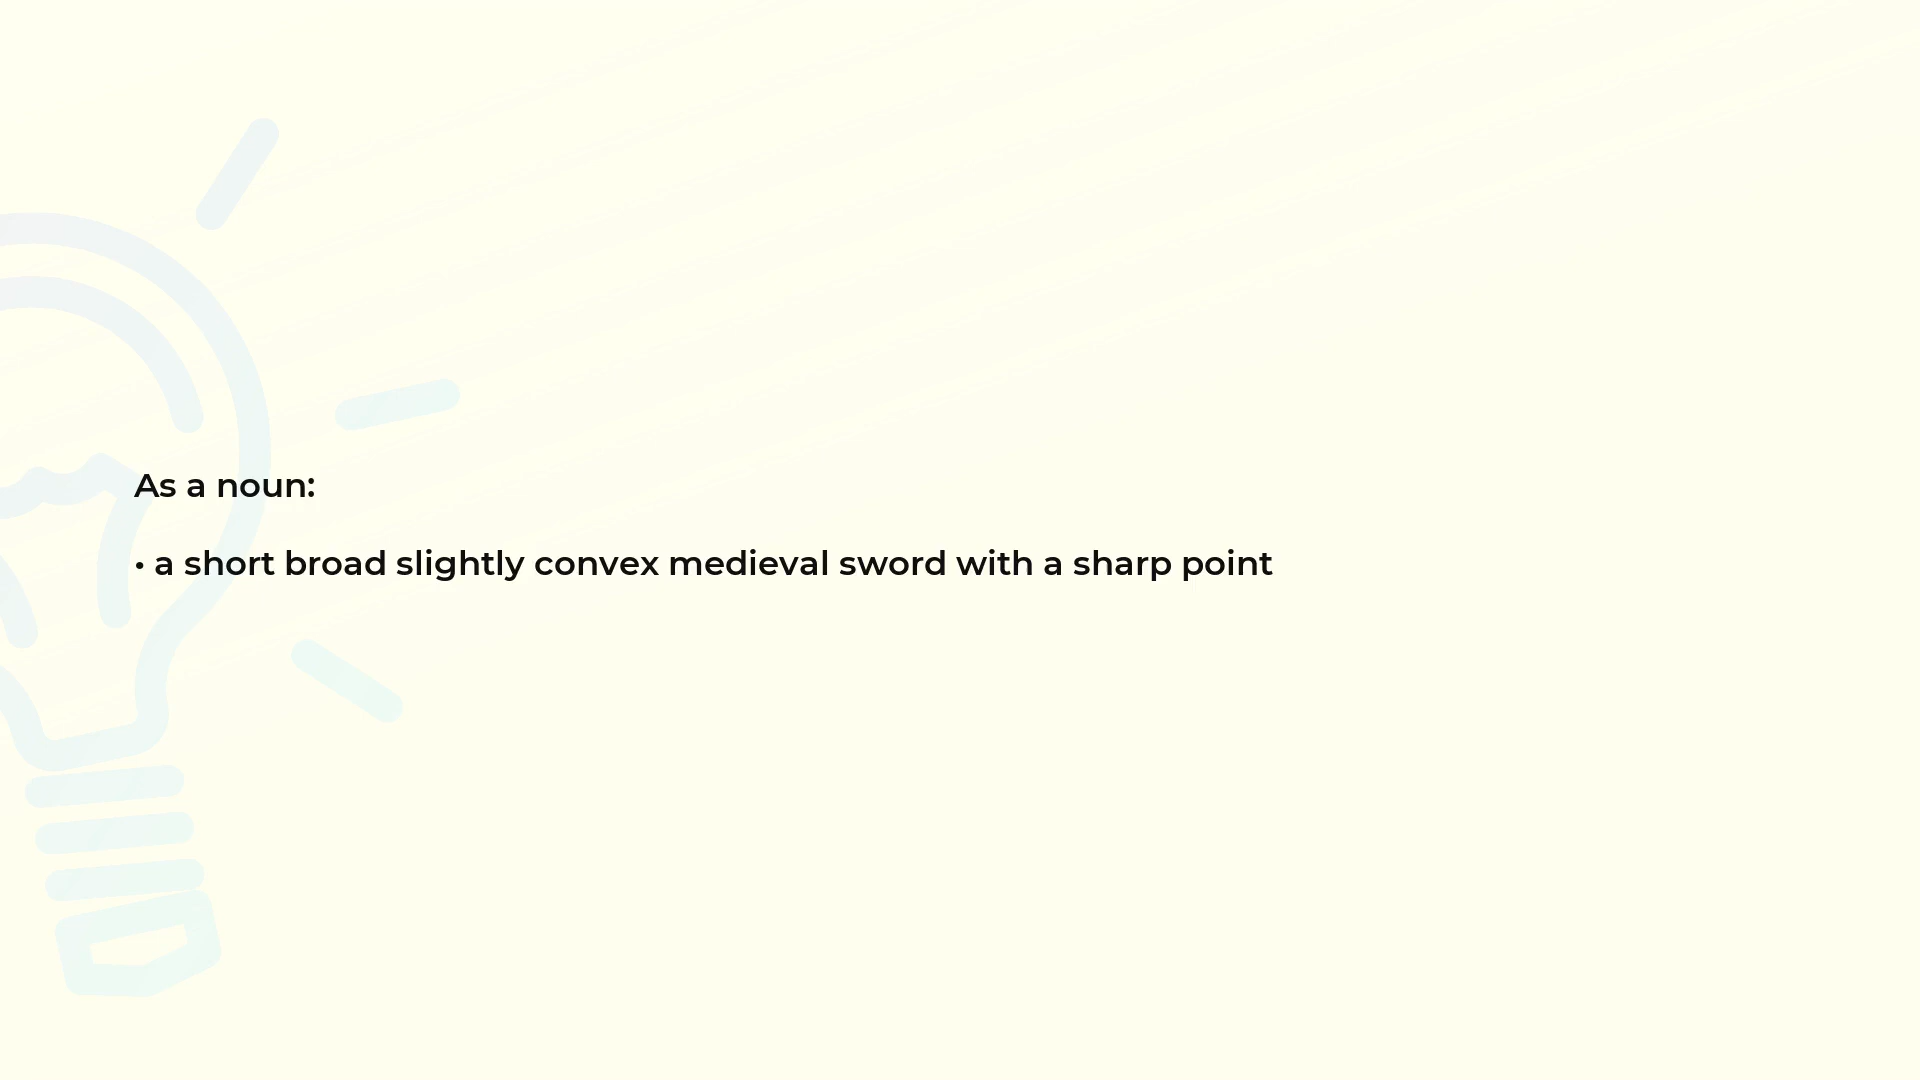 As a noun:
• a short broad slightly convex medieval sword with a sharp point